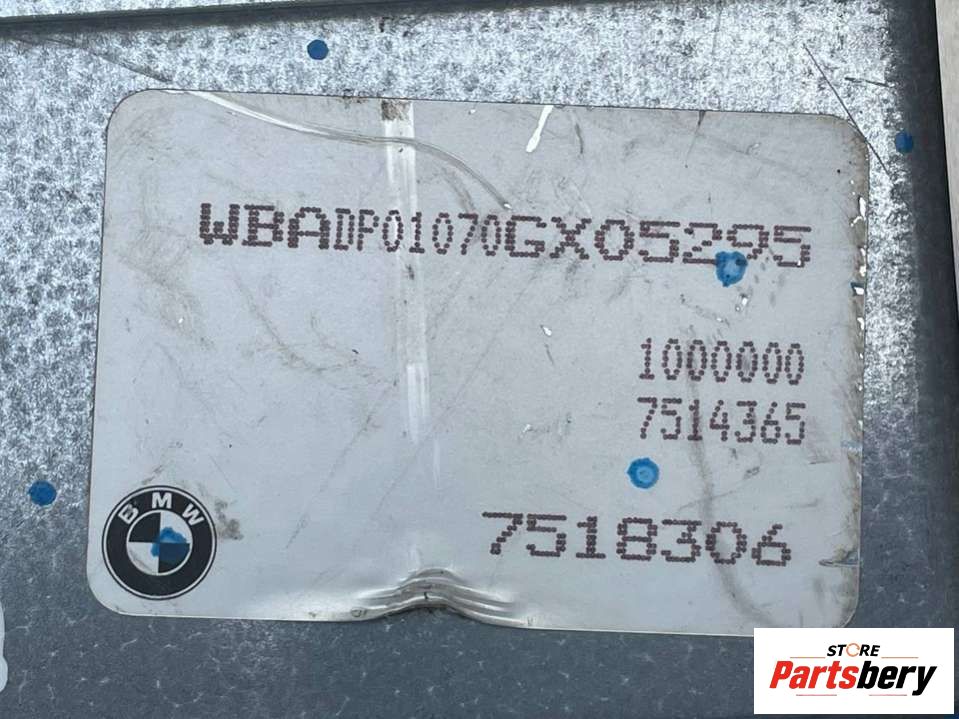 WBADP01070GX05295
1000000
7514365
7518306
BMW
STORE
Partsbery